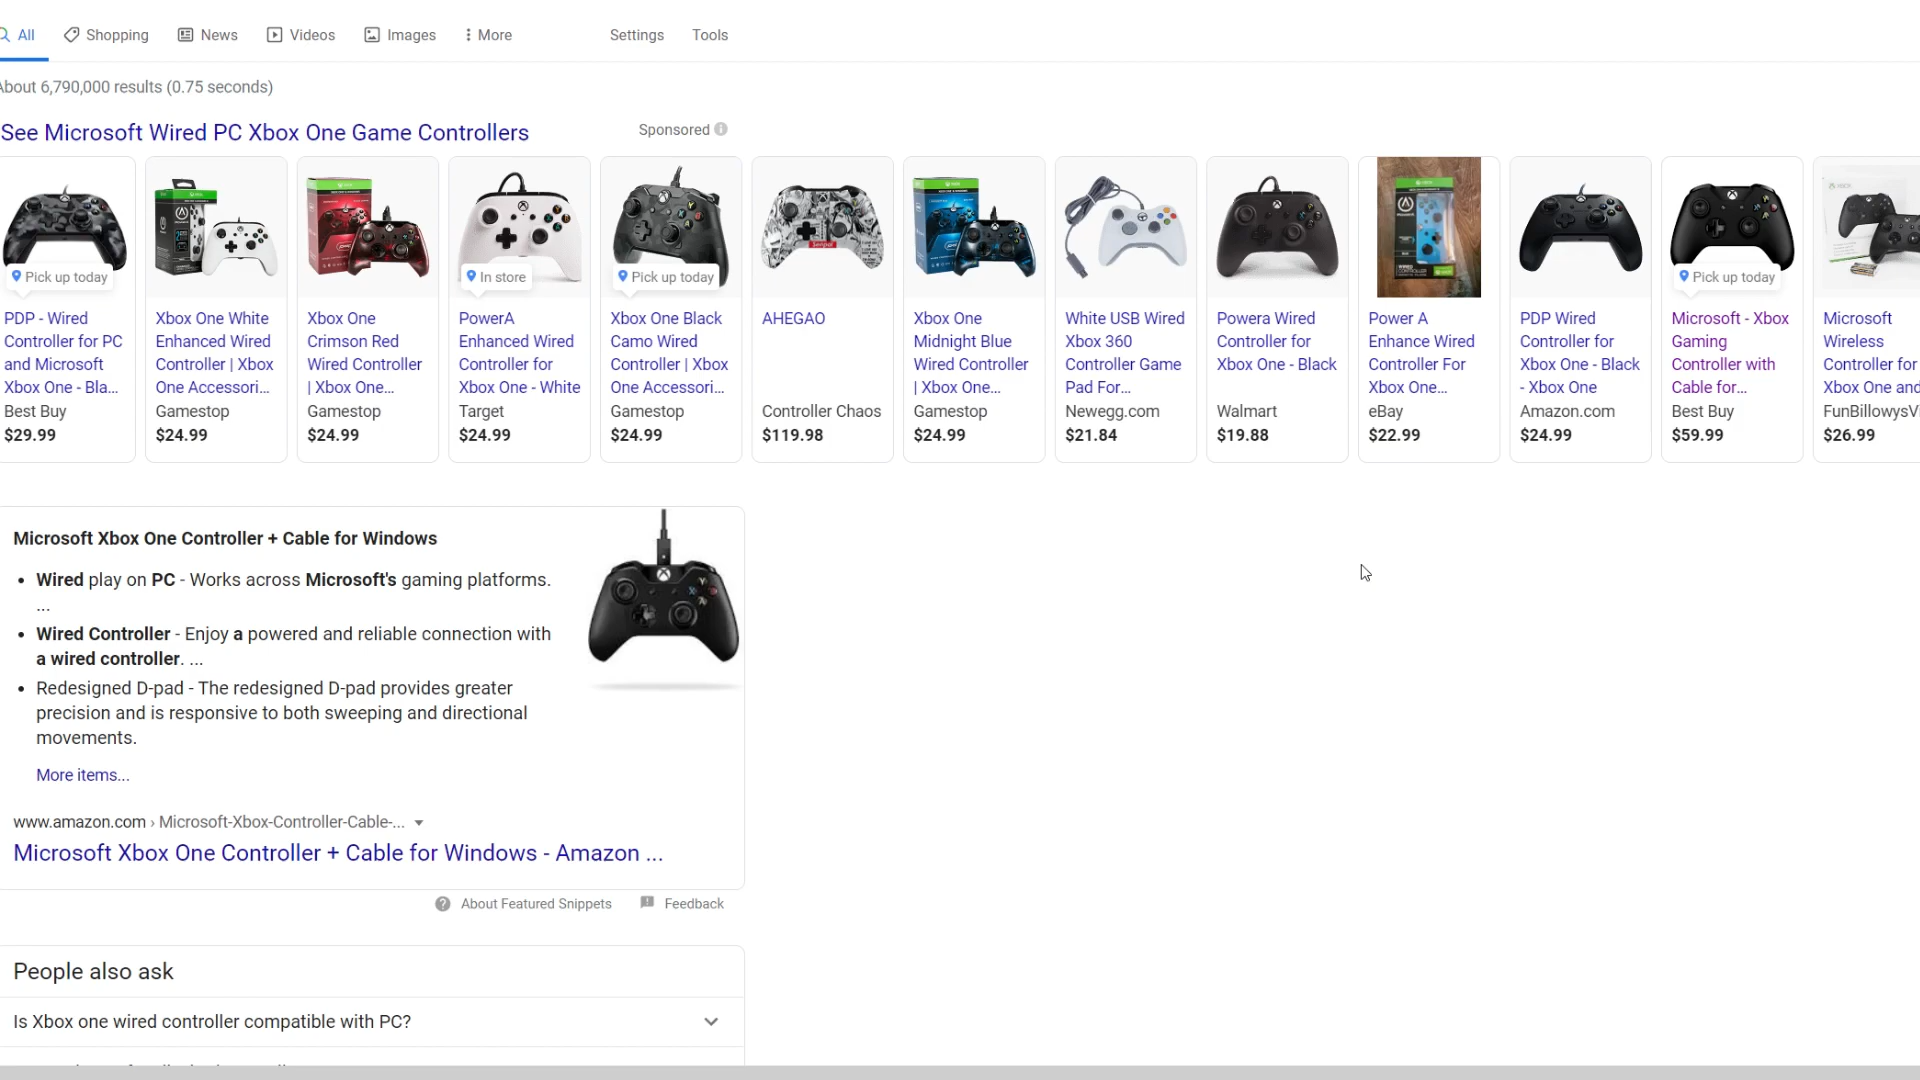 All
Shopping
News
Videos
Images
More
Settings
Tools
About 6,790,000 results (0.75 seconds)
See Microsoft Wired PC Xbox One Game Controllers
Sponsored
Pick up today
PDP - Wired
Controller for PC
and Microsoft
Xbox One - Bla...
Best Buy
$29.99
Xbox One White
Enhanced Wired
Controller | Xbox
One Accessori...
Gamestop
$24.99
Xbox One
Crimson Red
Wired Controller
| Xbox One...
Gamestop
$24.99
In store
PowerA
Enhanced Wired
Controller for
Xbox One - White
Target
$24.99
Pick up today
Xbox One Black
Camo Wired
Controller | Xbox
One Accessori...
Gamestop
$24.99
Senpai
AHEGAO
Controller Chaos
$119.98
Xbox One
Midnight Blue
Wired Controller
| Xbox One...
Gamestop
$24.99
White USB Wired
Xbox 360
Controller Game
Pad For...
Newegg.com
$21.84
Powera Wired
Controller for
Xbox One - Black
Walmart
$19.88
Power A
Enhance Wired
Controller For
Xbox One...
eBay
$22.99
PDP Wired
Controller for
Xbox One - Black
- Xbox One
Amazon.com
$24.99
Pick up today
Microsoft - Xbox
Gaming
Controller with
Cable for...
Best Buy
$59.99
Microsoft
Wireless
Controller for
Xbox One and
FunBillowysVi
$26.99
Microsoft Xbox One Controller + Cable for Windows
• Wired play on PC - Works across Microsoft's gaming platforms.
...
• Wired Controller - Enjoy a powered and reliable connection with
a wired controller. ...
• Redesigned D-pad - The redesigned D-pad provides greater
precision and is responsive to both sweeping and directional
movements.
More items...
www.amazon.com › Microsoft-Xbox-Controller-Cable-...
Microsoft Xbox One Controller + Cable for Windows - Amazon ...
About Featured Snippets
Feedback
People also ask
Is Xbox one wired controller compatible with PC?